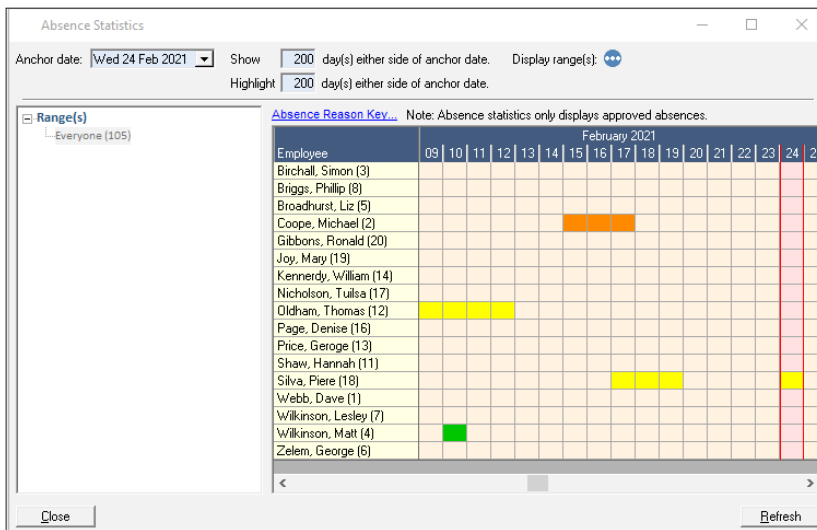 Absence Statistics
Anchor date: Wed 24 Feb 2021 Show 200 day(s) either side of anchor date. Display range(s):
Highlight 200 day(s) either side of anchor date.
Range(s)
Everyone (105)
Absence Reason Key... Note: Absence statistics only displays approved absences.
February 2021
Employee 09 10 11 12 13 14 15 16 17 18 19 20 21 22 23 24 2
Birchall, Simon (3)
Briggs, Phillip (8)
Broadhurst, Liz (5)
Coope, Michael (2)
Gibbons, Ronald (20)
Joy, Mary (19)
Kennerdy, William (14)
Nicholson, Tuilsa (17)
Oldham, Thomas (12)
Page, Denise (16)
Price, Geroge (13)
Shaw, Hannah (11)
Silva, Piere (18)
Webb, Dave (1)
Wilkinson, Lesley (7)
Wilkinson, Matt (4)
Zelem, George (6)
Close Refresh